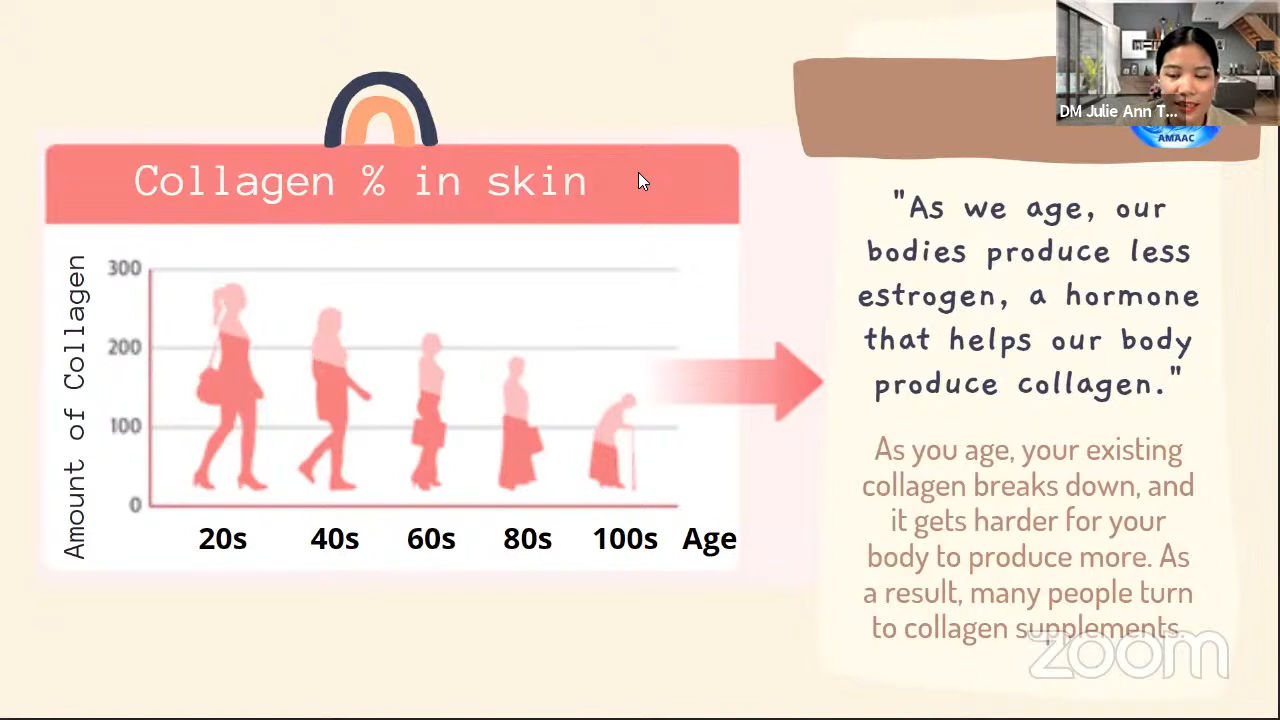 DM Julie Ann T...
AMAAC
Collagen % in skin
Amount of Collagen
300
200
100
0
20s 40s 60s 80s 100s Age
"As we age, our
bodies produce less
estrogen, a hormone
that helps our body
produce collagen."
As you age, your existing
collagen breaks down, and
it gets harder for your
body to produce more. As
a result, many people turn
to collagen supplements.
zoom